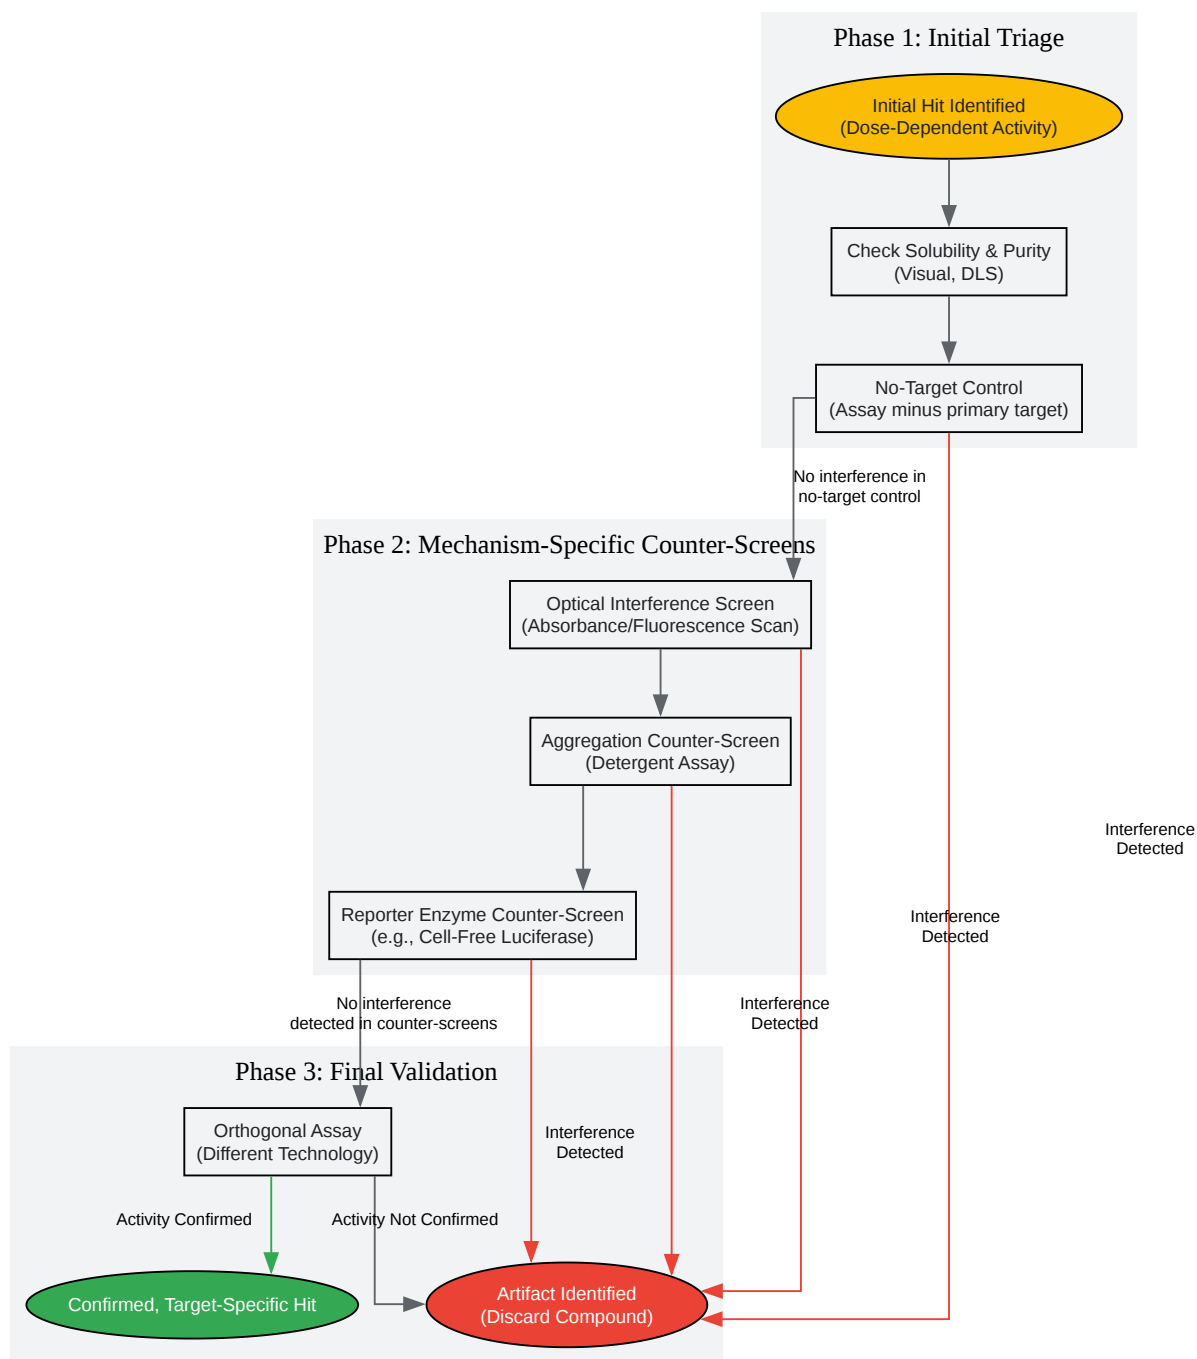 Phase 1: Initial Triage
Initial Hit Identified
(Dose-Dependent Activity)
Check Solubility & Purity
(Visual, DLS)
No-Target Control
(Assay minus primary target)
No interference in
no-target control
Phase 2: Mechanism-Specific Counter-Screens
Optical Interference Screen
(Absorbance/Fluorescence Scan)
Aggregation Counter-Screen
(Detergent Assay)
Interference
Detected
Reporter Enzyme Counter-Screen
(e.g., Cell-Free Luciferase)
Interference
Detected
No interference
detected in counter-screens
Interference
Detected
Phase 3: Final Validation
Orthogonal Assay
(Different Technology)
Interference
Detected
Activity Confirmed
Activity Not Confirmed
Confirmed, Target-Specific Hit
Artifact Identified
(Discard Compound)